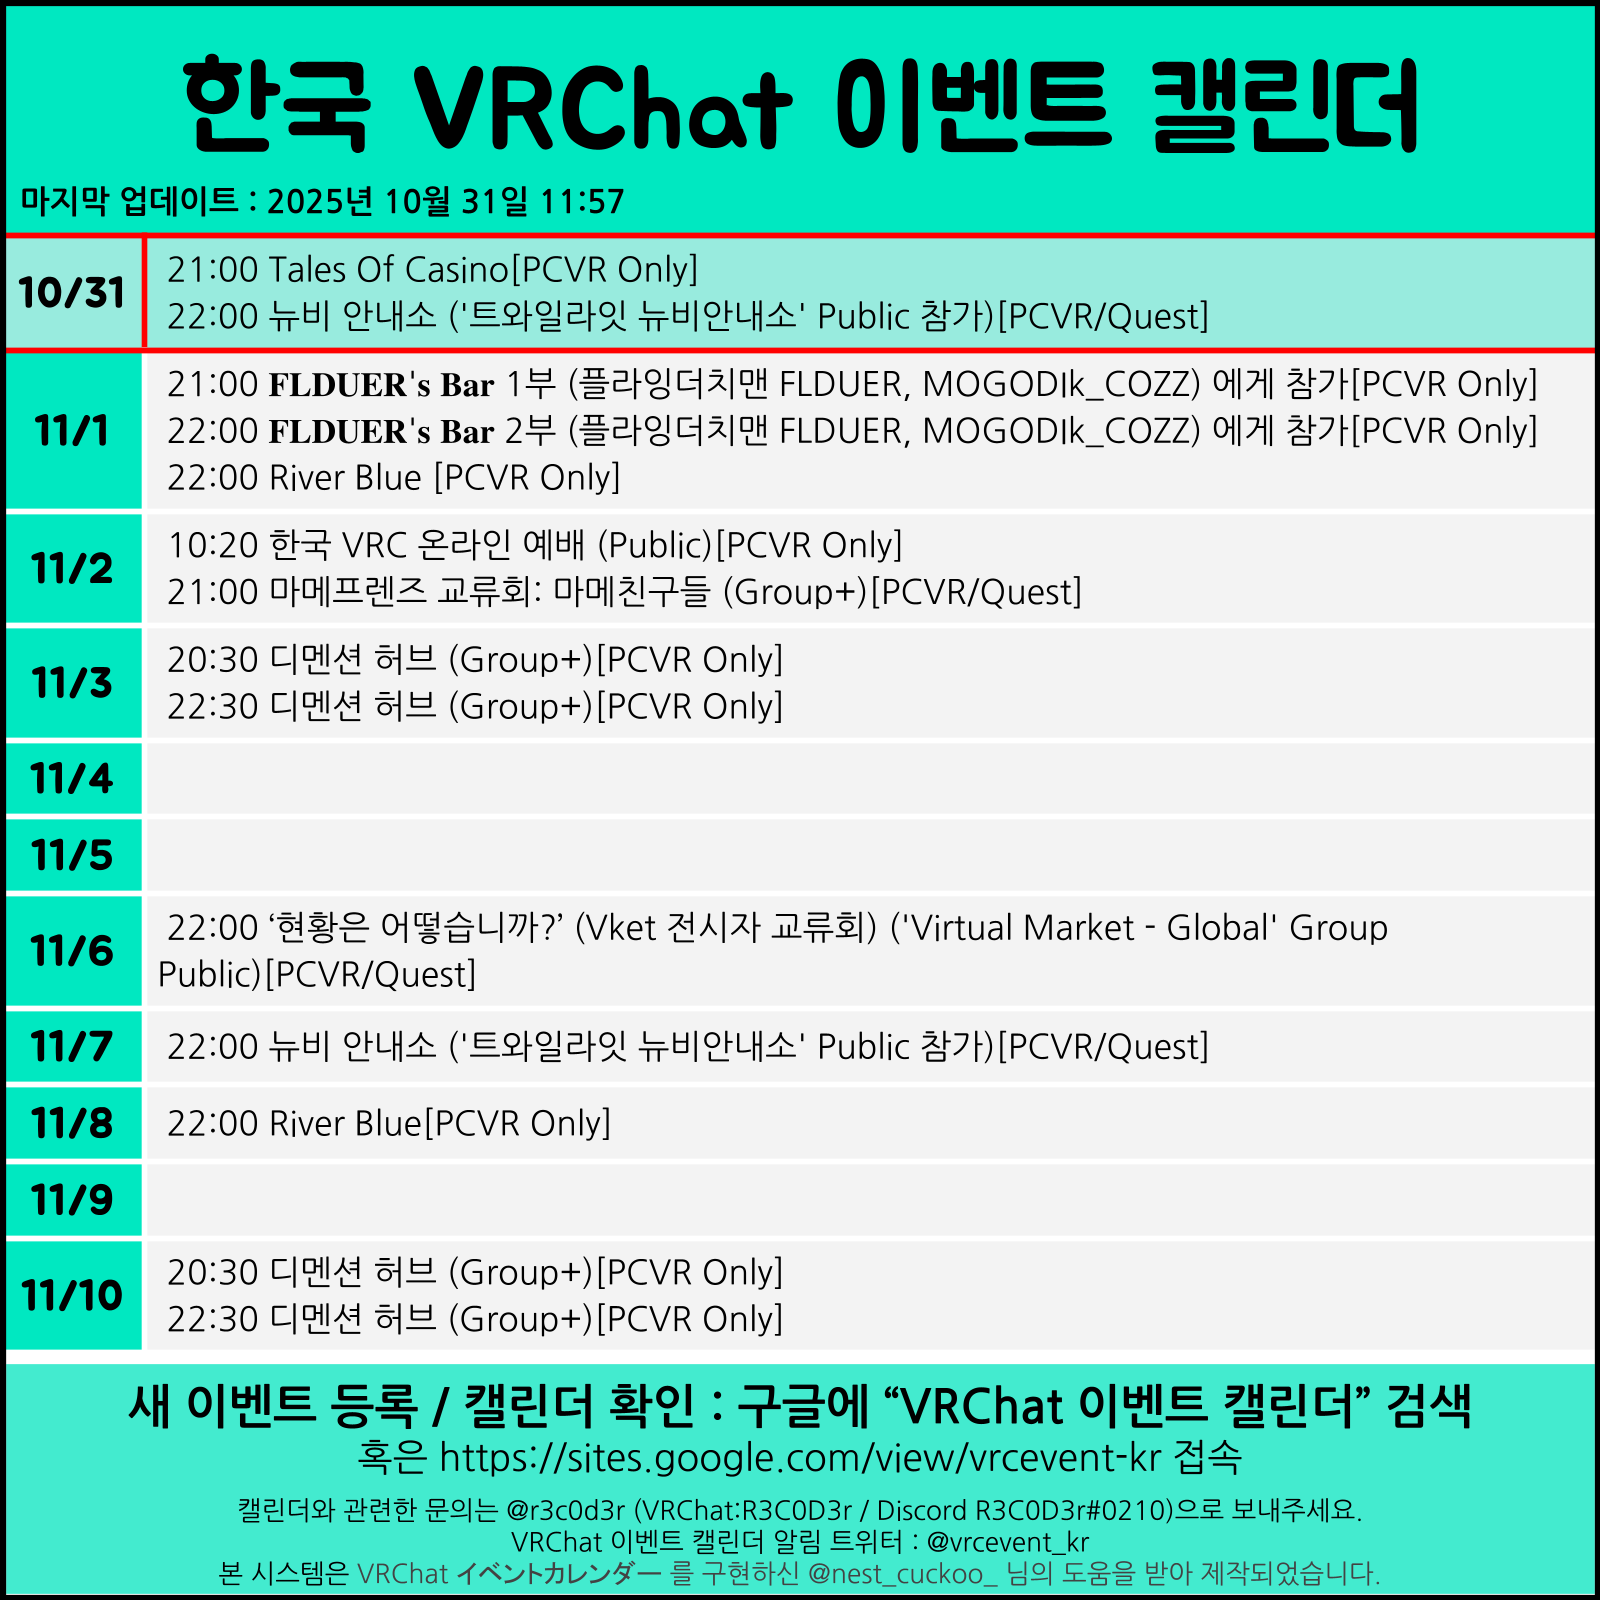 한국 VRChat 이벤트 캘린더
마지막 업데이트 : 2025년 10월 31일 11:57
10/31
21:00 Tales Of Casino[PCVR Only]
22:00 뉴비 안내소 ('트와일라잇 뉴비안내소' Public 참가)[PCVR/Quest]
11/1
21:00 FLDUER's Bar 1부 (플라잉더치맨 FLDUER, MOGODIk_COZZ) 에게 참가[PCVR Only]
22:00 FLDUER's Bar 2부 (플라잉더치맨 FLDUER, MOGODIk_COZZ) 에게 참가[PCVR Only]
22:00 River Blue [PCVR Only]
11/2
10:20 한국 VRC 온라인 예배 (Public)[PCVR Only]
21:00 마메프렌즈 교류회: 마메친구들 (Group+)[PCVR/Quest]
11/3
20:30 디멘션 허브 (Group+)[PCVR Only]
22:30 디멘션 허브 (Group+)[PCVR Only]
11/4
11/5
11/6
22:00 ‘현황은 어떻습니까?’ (Vket 전시자 교류회) ('Virtual Market - Global' Group
Public)[PCVR/Quest]
11/7
22:00 뉴비 안내소 ('트와일라잇 뉴비안내소' Public 참가)[PCVR/Quest]
11/8
22:00 River Blue[PCVR Only]
11/9
11/10
20:30 디멘션 허브 (Group+)[PCVR Only]
22:30 디멘션 허브 (Group+)[PCVR Only]
새 이벤트 등록 / 캘린더 확인 : 구글에 “VRChat 이벤트 캘린더” 검색
혹은 https://sites.google.com/view/vrcevent-kr 접속
캘린더와 관련한 문의는 @r3c0d3r (VRChat:R3C0D3r / Discord R3C0D3r#0210)으로 보내주세요.
VRChat 이벤트 캘린더 알림 트위터 : @vrcevent_kr
본 시스템은 VRChat イベントカレンダー 를 구현하신 @nest_cuckoo_ 님의 도움을 받아 제작되었습니다.